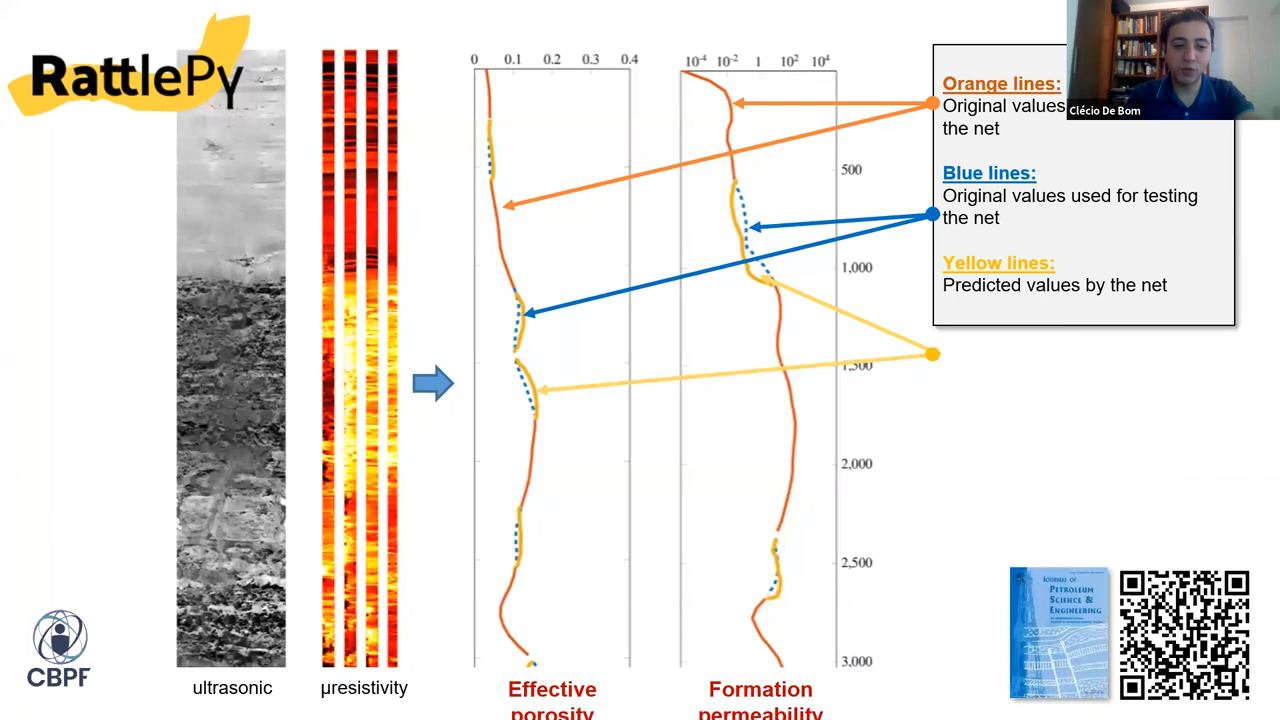 RattlePy
0 0.1 0.2 0.3 0.4
10⁻⁴ 10⁻² 1 10² 10⁴
500
1,000
1,500
2,000
2,500
3,000
Orange lines:
Original values
the net
Blue lines:
Original values used for testing
the net
Yellow lines:
Predicted values by the net
Clécio De Bom
CBPF
ultrasonic
µresistivity
Effective
porosity
Formation
permeability
JOURNAL OF
PETROLEUM
SCIENCE &
ENGINEERING